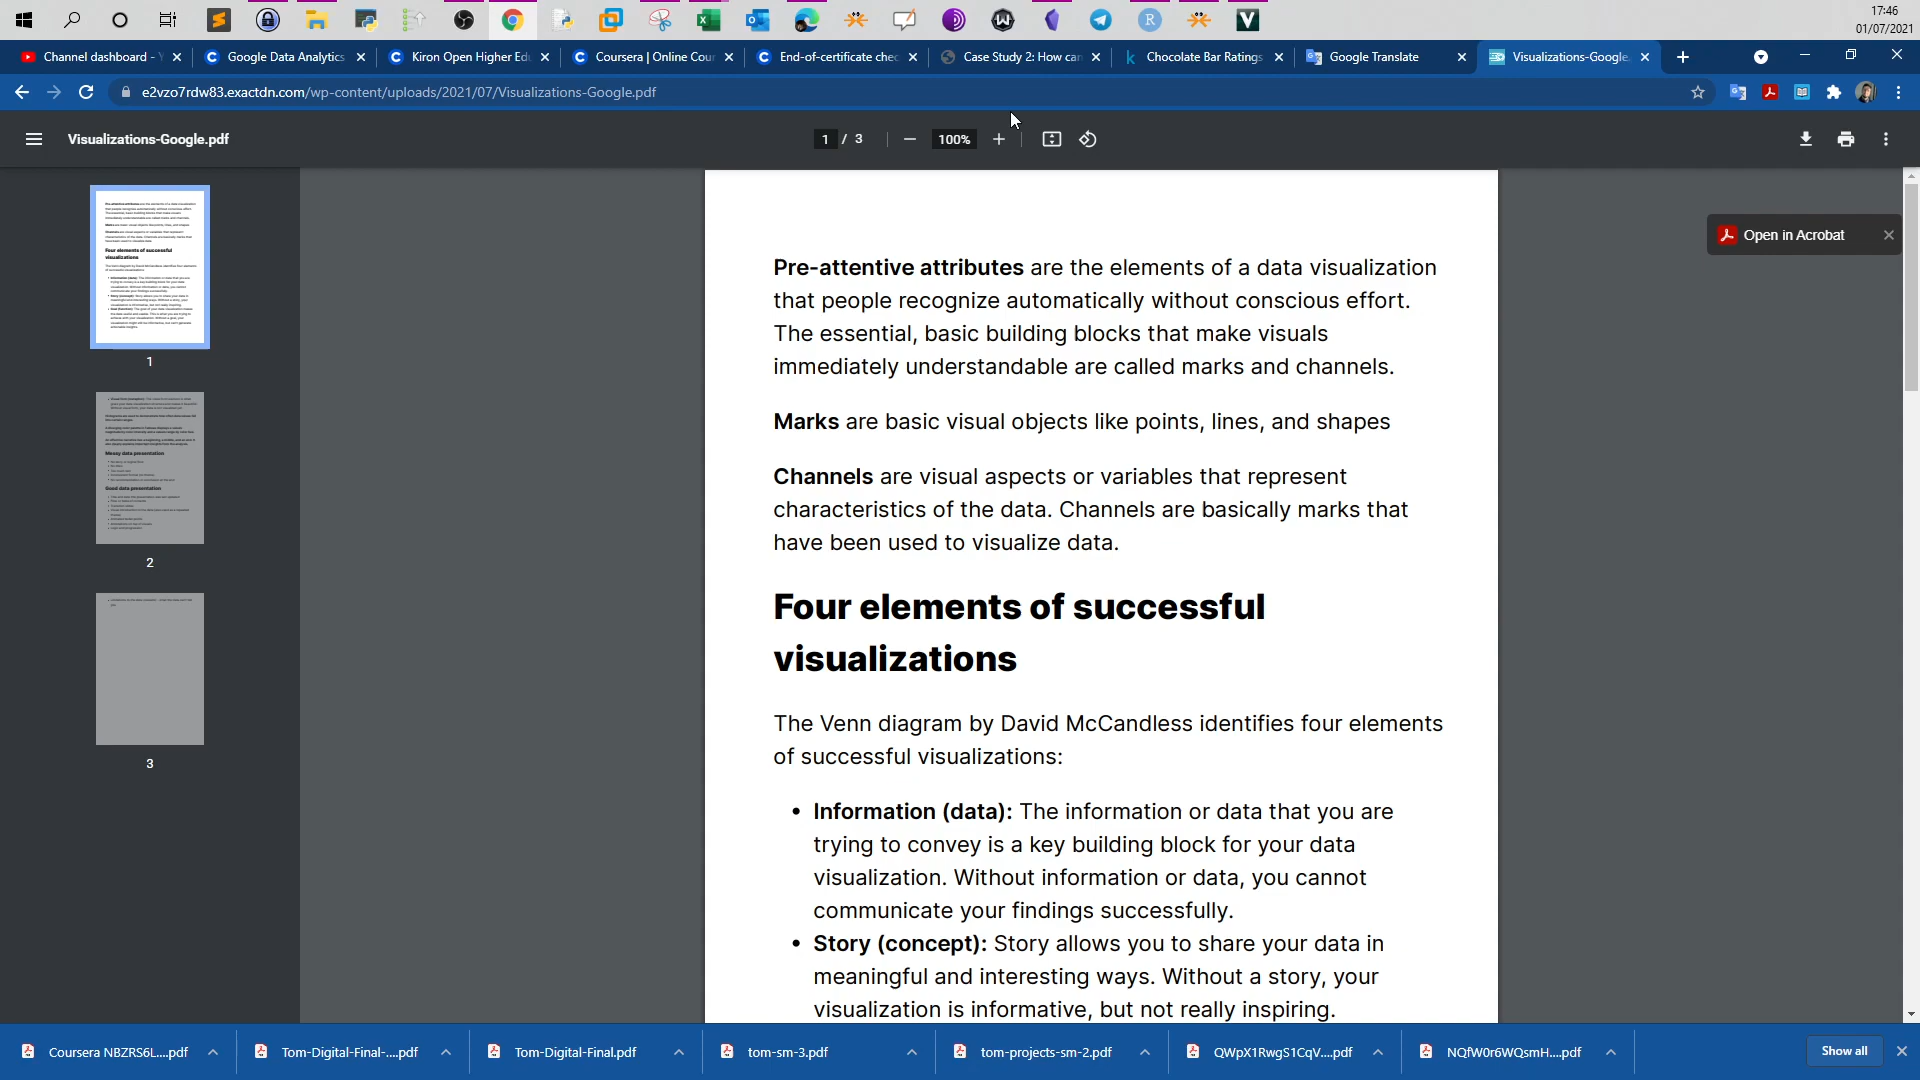 17:46
01/07/2021
Channel dashboard - Y
Google Data Analytics
Kiron Open Higher Edu
Coursera | Online Cour
End-of-certificate chec
Case Study 2: How can
Chocolate Bar Ratings
Google Translate
Visualizations-Google.
e2vzo7rdw83.exactdn.com/wp-content/uploads/2021/07/Visualizations-Google.pdf
Visualizations-Google.pdf
1 / 3
100%
Open in Acrobat
1
2
3
Pre-attentive attributes are the elements of a data visualization
that people recognize automatically without conscious effort.
The essential, basic building blocks that make visuals
immediately understandable are called marks and channels.
Marks are basic visual objects like points, lines, and shapes
Channels are visual aspects or variables that represent
characteristics of the data. Channels are basically marks that
have been used to visualize data.
Four elements of successful
visualizations
The Venn diagram by David McCandless identifies four elements
of successful visualizations:
• Information (data): The information or data that you are
trying to convey is a key building block for your data
visualization. Without information or data, you cannot
communicate your findings successfully.
• Story (concept): Story allows you to share your data in
meaningful and interesting ways. Without a story, your
visualization is informative, but not really inspiring.
Coursera NBZRS6L....pdf
Tom-Digital-Final-....pdf
Tom-Digital-Final.pdf
tom-sm-3.pdf
tom-projects-sm-2.pdf
QWpX1RwgS1CqV....pdf
NQfW0r6WQsmH....pdf
Show all